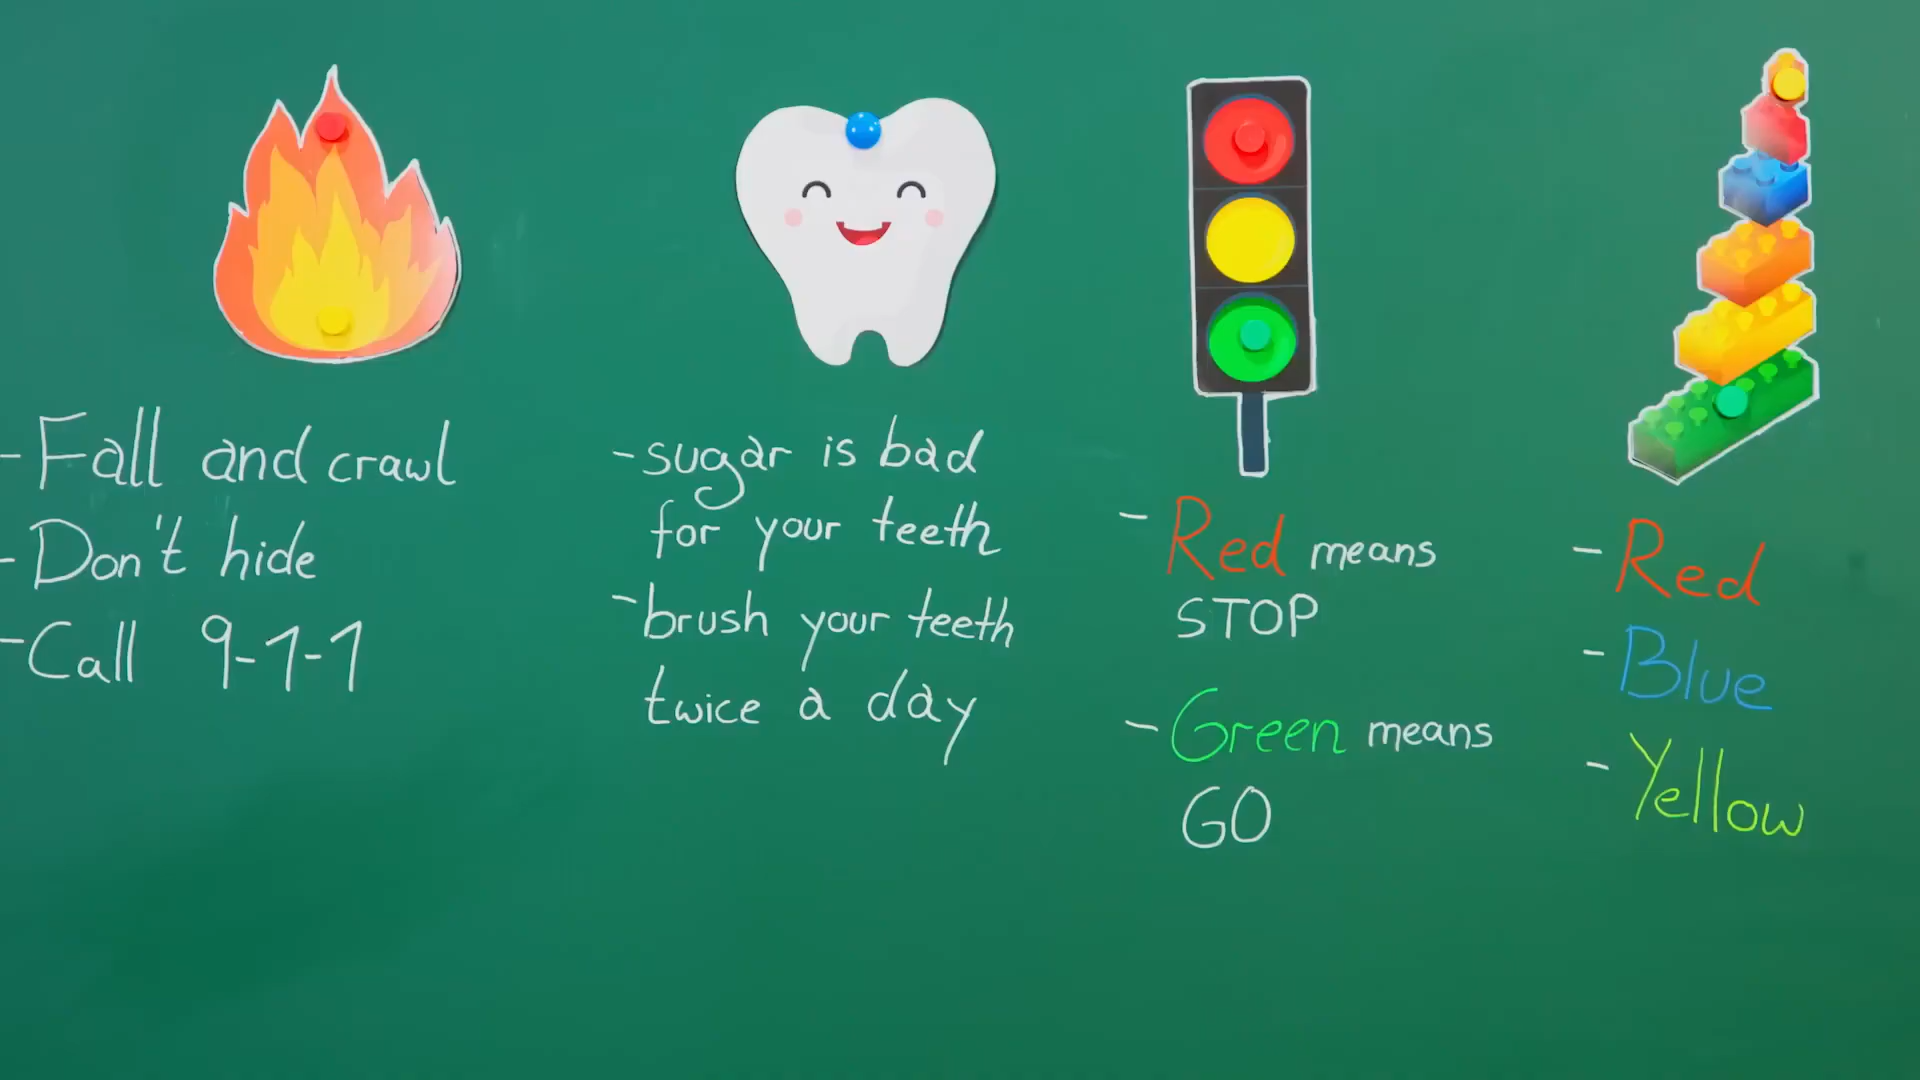 - Fall and crawl
- Don't hide
- Call 9-1-1
- sugar is bad
for your teeth
- brush your teeth
twice a day
- Red means
STOP
- Green means
GO
- Red
- Blue
- Yellow